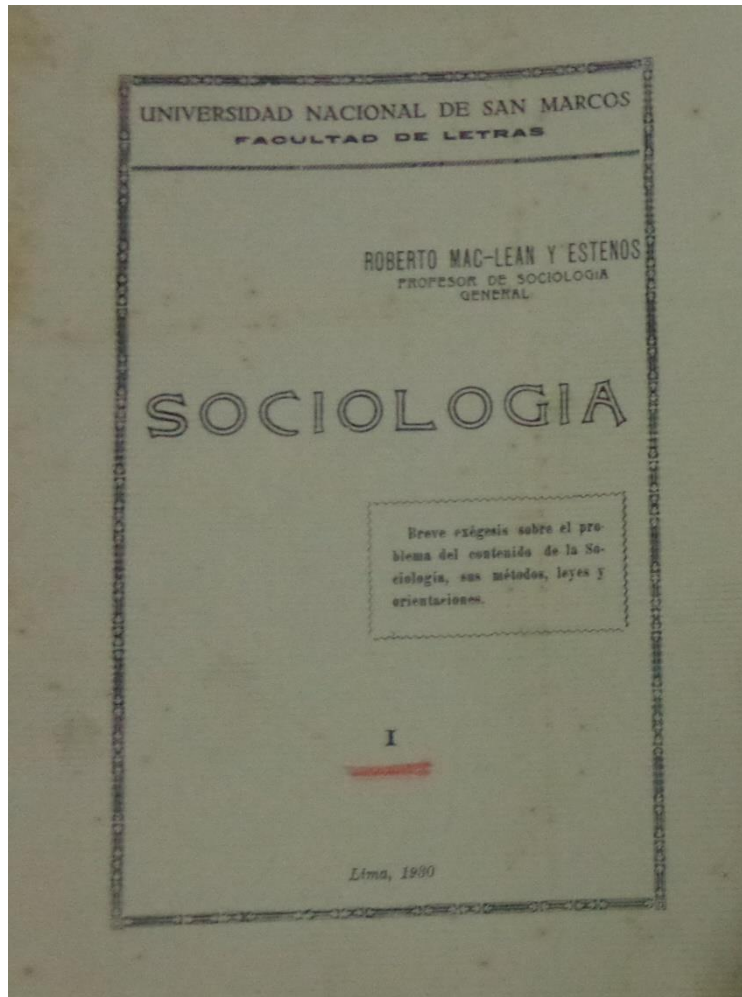 UNIVERSIDAD NACIONAL DE SAN MARCOS
FACULTAD DE LETRAS
ROBERTO MAC-LEAN Y ESTENOS
PROFESOR DE SOCIOLOGIA
GENERAL
SOCIOLOGIA
Breve exégesis sobre el pro-
blema del contenido de la So-
ciología, sus métodos, leyes y
orientaciones.
I
Lima, 1930